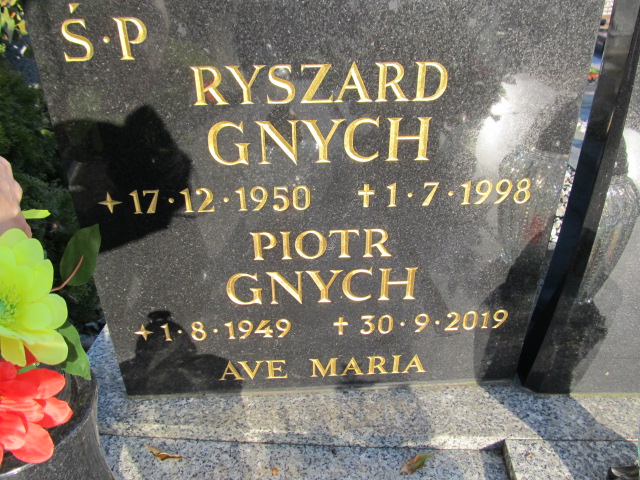 Ś·P
RYSZARD
GNYCH
17·12·1950 1·7·1998
PIOTR
GNYCH
1·8·1949 30·9·2019
AVE MARIA